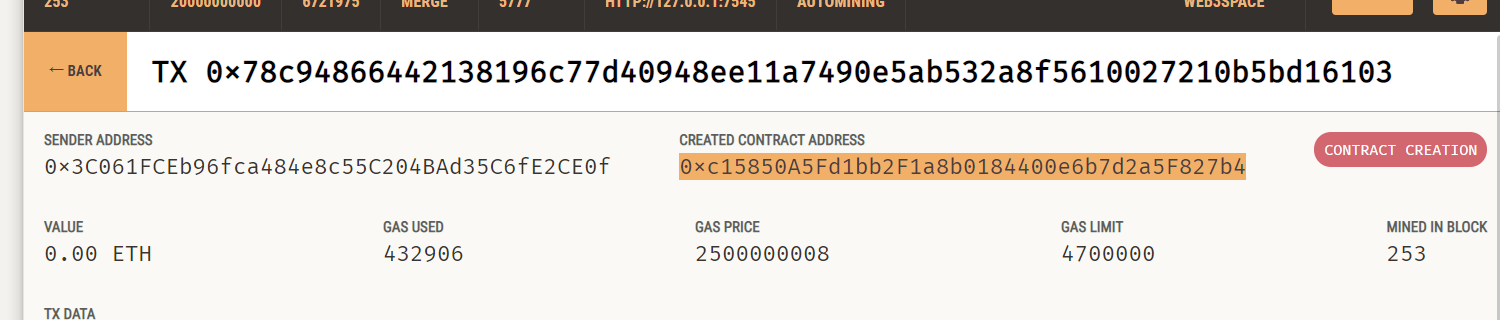 253 20000000000 6721975 MERGE 5777 HTTP://127.0.0.1:7545 AUTOMINING WEB3SPACE
← BACK TX 0×78c94866442138196c77d40948ee11a7490e5ab532a8f5610027210b5bd16103
SENDER ADDRESS CREATED CONTRACT ADDRESS
0×3C061FCEb96fca484e8c55C204BAd35C6fE2CE0f 0×c15850A5Fd1bb2F1a8b0184400e6b7d2a5F827b4 CONTRACT CREATION
VALUE GAS USED GAS PRICE GAS LIMIT MINED IN BLOCK
0.00 ETH 432906 2500000008 4700000 253
TX DATA